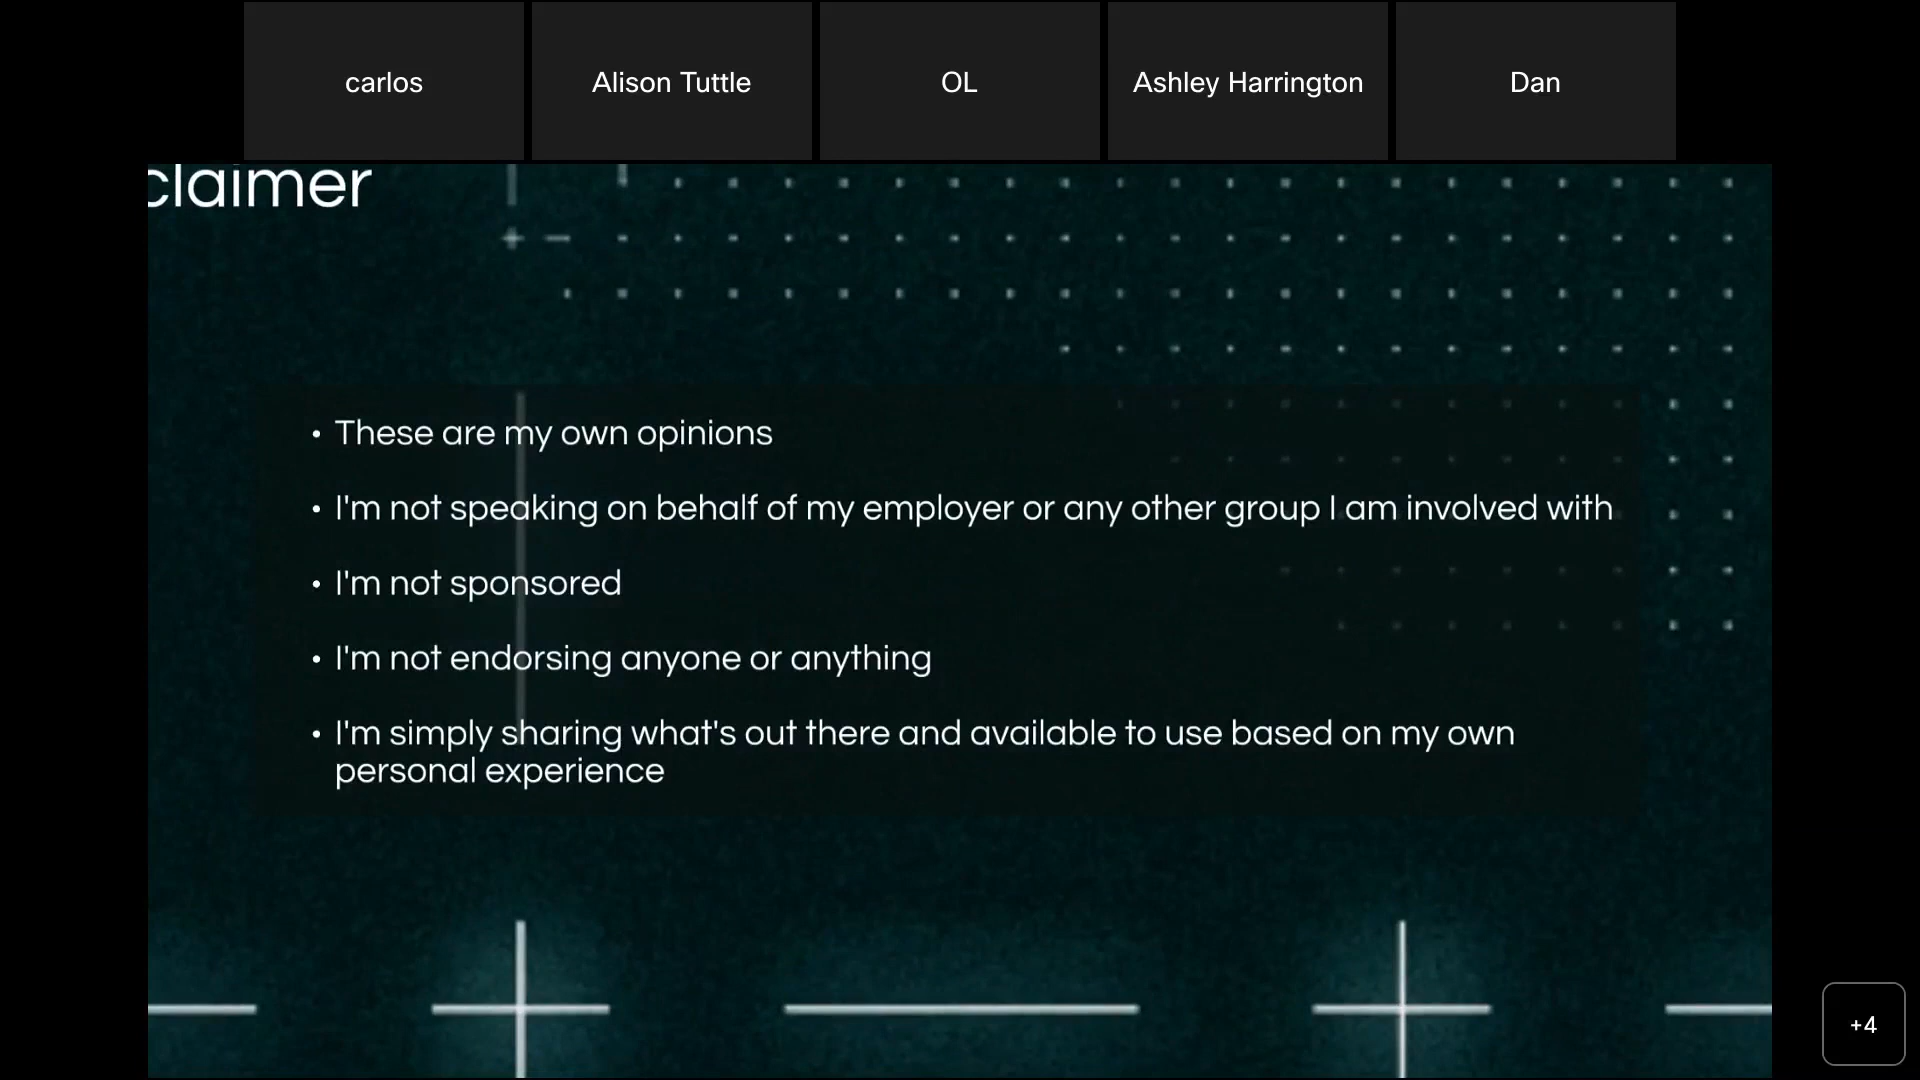 carlos
Alison Tuttle
OL
Ashley Harrington
Dan
claimer
• These are my own opinions
• I'm not speaking on behalf of my employer or any other group I am involved with
• I'm not sponsored
• I'm not endorsing anyone or anything
• I'm simply sharing what's out there and available to use based on my own
personal experience
+4